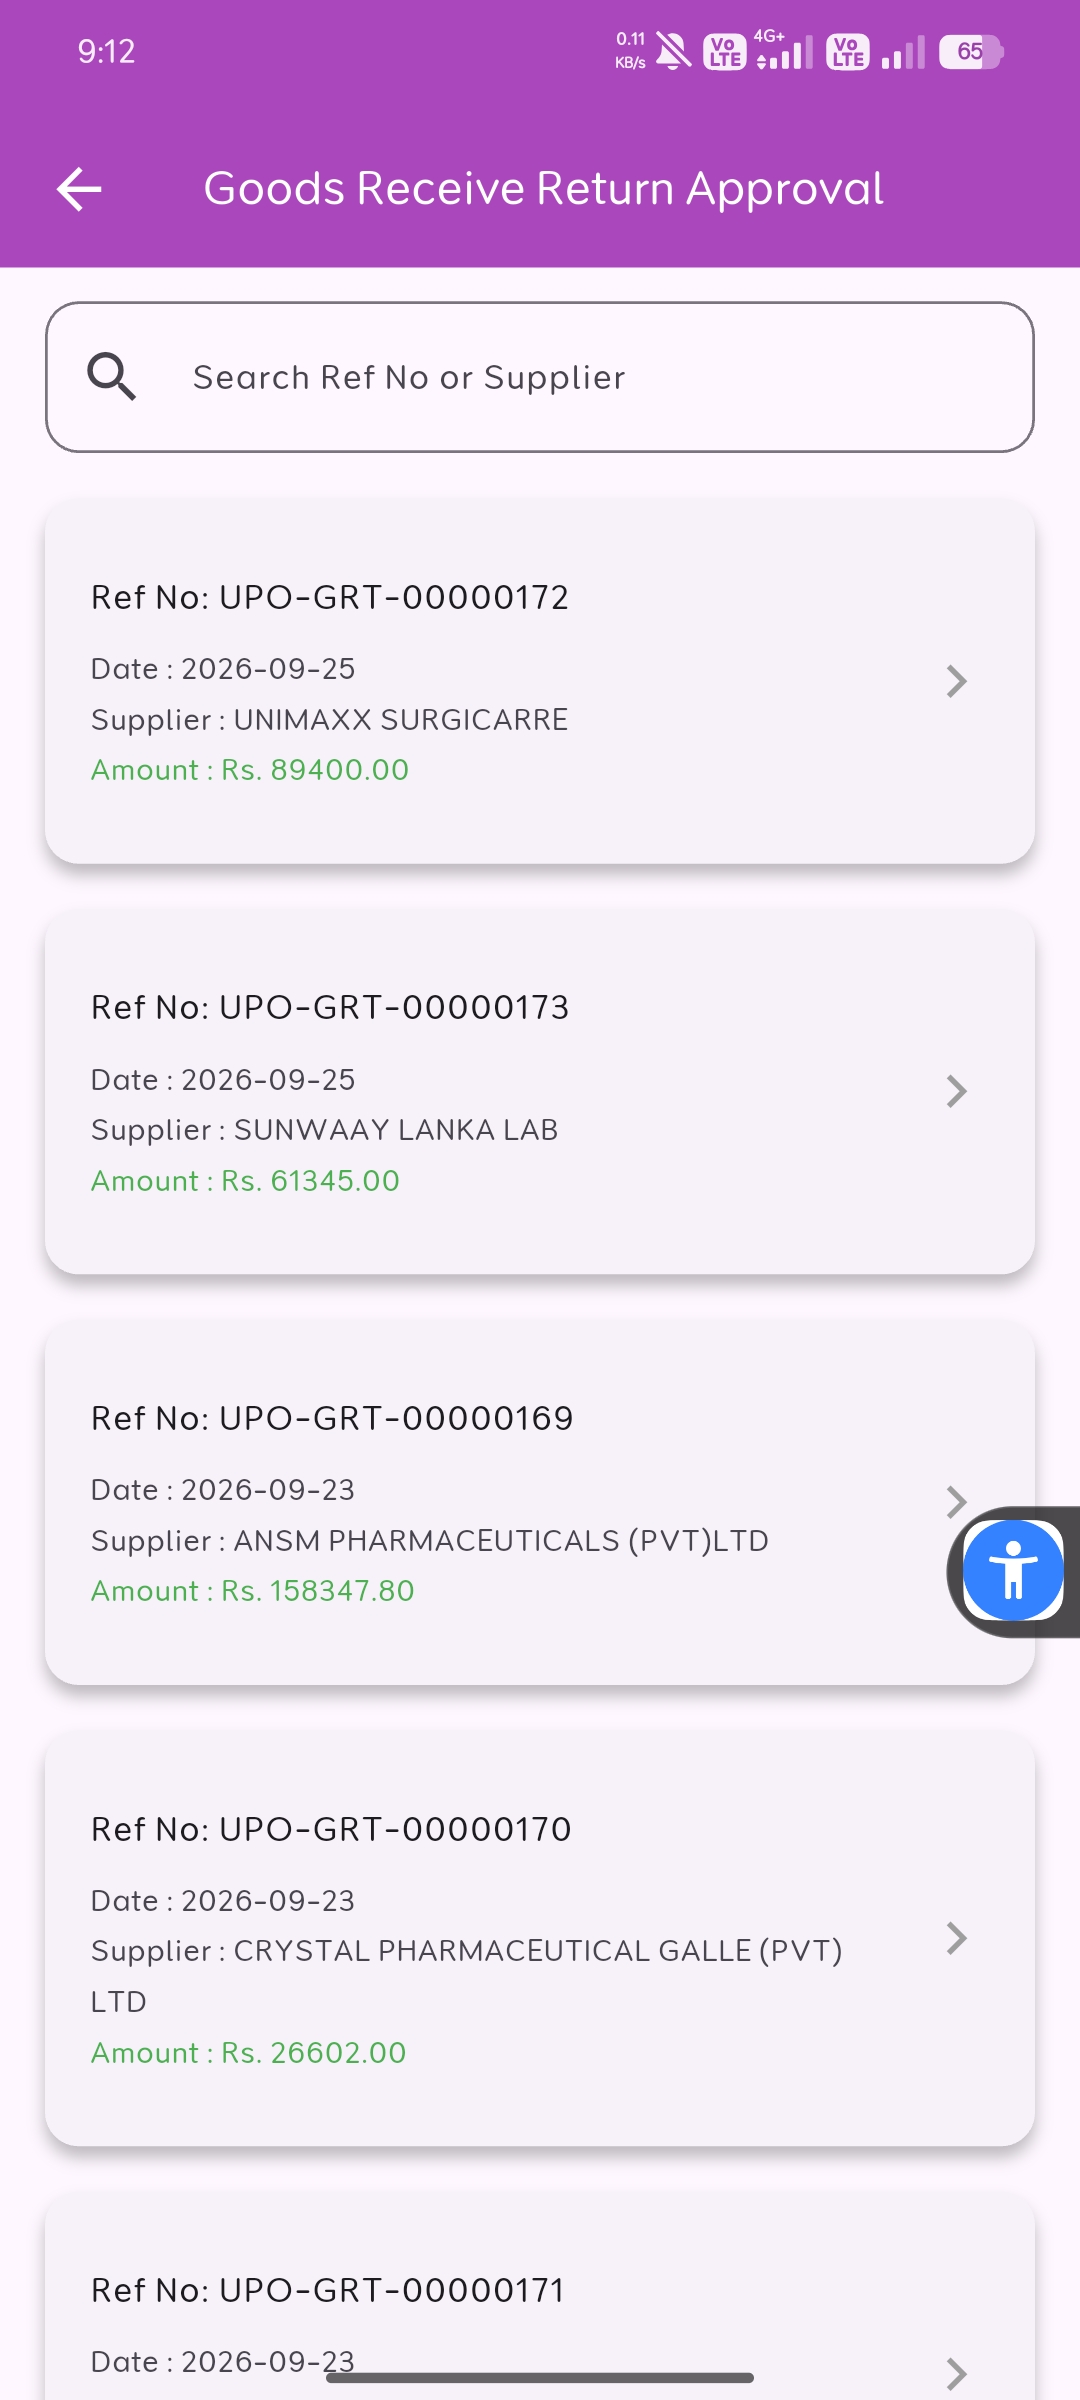 9:12
0.11
KB/s
Vo
LTE
4G+
Vo
LTE
65
Goods Receive Return Approval
Search Ref No or Supplier
Ref No: UPO-GRT-00000172
Date : 2026-09-25
Supplier : UNIMAXX SURGICARRE
Amount : Rs. 89400.00
Ref No: UPO-GRT-00000173
Date : 2026-09-25
Supplier : SUNWAAY LANKA LAB
Amount : Rs. 61345.00
Ref No: UPO-GRT-00000169
Date : 2026-09-23
Supplier : ANSM PHARMACEUTICALS (PVT)LTD
Amount : Rs. 158347.80
Ref No: UPO-GRT-00000170
Date : 2026-09-23
Supplier : CRYSTAL PHARMACEUTICAL GALLE (PVT)
LTD
Amount : Rs. 26602.00
Ref No: UPO-GRT-00000171
Date : 2026-09-23